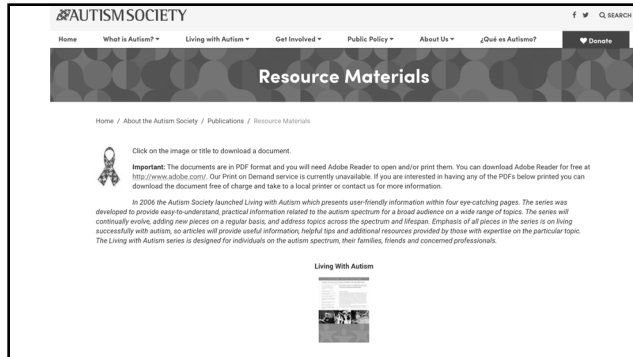 AUTISM SOCIETY
SEARCH
Home What is Autism? Living with Autism Get Involved Public Policy About Us ¿Qué es Autismo? Donate
Resource Materials
Home / About the Autism Society / Publications / Resource Materials
Click on the image or title to download a document.
Important: The documents are in PDF format and you will need Adobe Reader to open and/or print them. You can download Adobe Reader for free at
http://www.adobe.com/. Our Print on Demand service is currently unavailable. If you are interested in having any of the PDFs below printed you can
download the document free of charge and take to a local printer or contact us for more information.
In 2006 the Autism Society launched Living with Autism which presents user-friendly information within four eye-catching pages. The series was
developed to provide easy-to-understand, practical information related to the autism spectrum for a broad audience on a wide range of topics. The series will
continually evolve, adding new pieces on a regular basis, and address topics across the spectrum and lifespan. Emphasis of all pieces in the series is on living
successfully with autism, so articles will provide useful information, helpful tips and additional resources provided by those with expertise on the particular topic.
The Living with Autism series is designed for individuals on the autism spectrum, their families, friends and concerned professionals.
Living With Autism